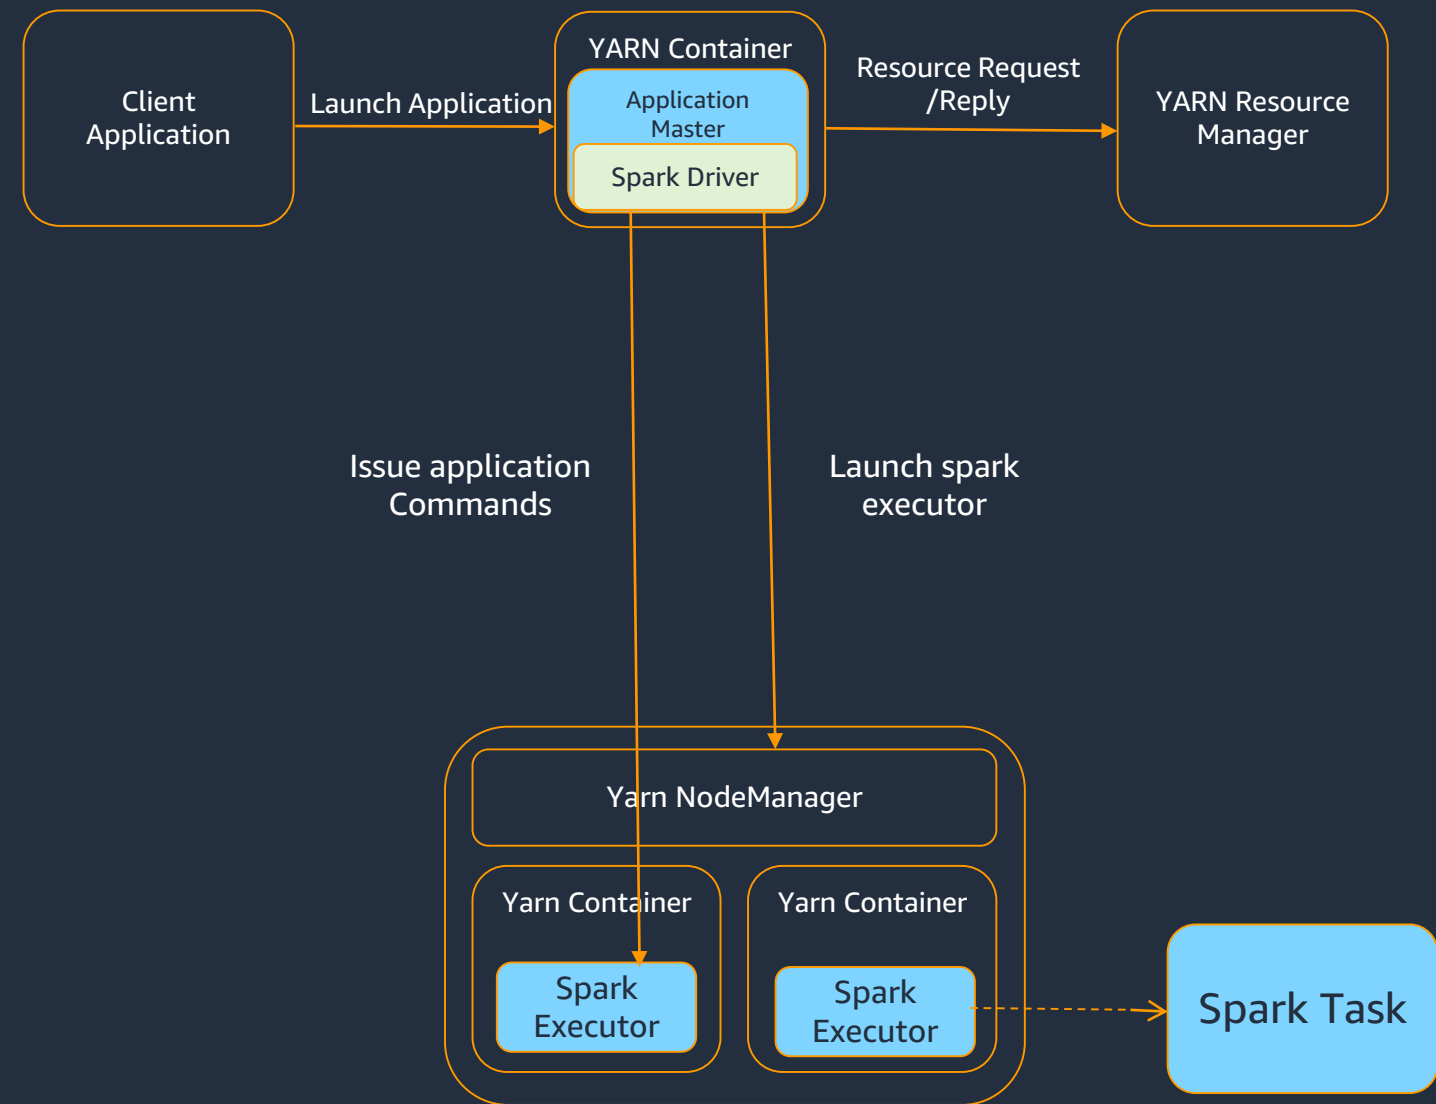 Client
Application
Launch Application
YARN Container
Application
Master
Spark Driver
Resource Request
/Reply
YARN Resource
Manager
Issue application
Commands
Launch spark
executor
Yarn NodeManager
Yarn Container
Spark
Executor
Yarn Container
Spark
Executor
Spark Task